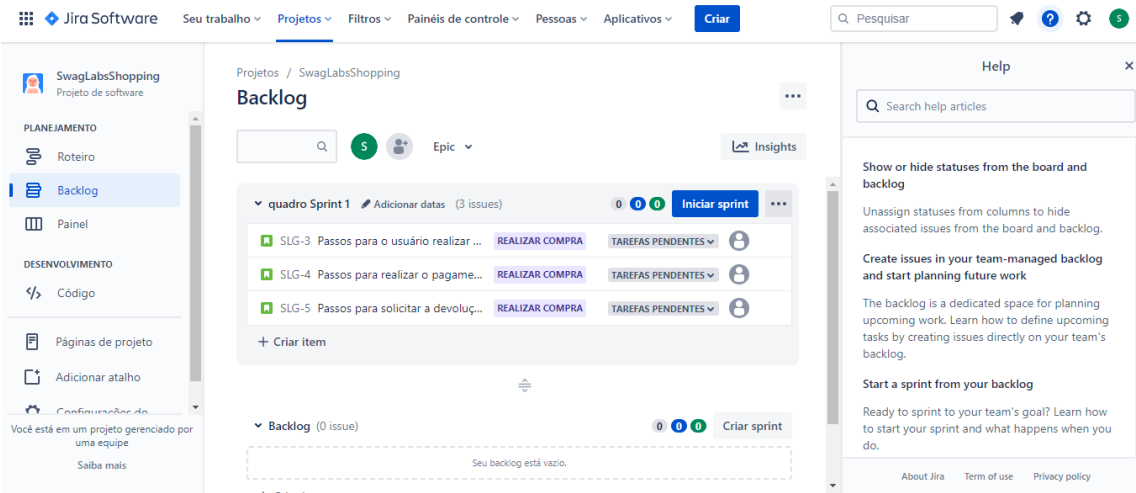 Jira Software Seu trabalho Projetos Filtros Painéis de controle Pessoas Aplicativos Criar Pesquisar S
SwagLabsShopping
Projeto de software
PLANEJAMENTO
Roteiro
Backlog
Painel
DESENVOLVIMENTO
Código
Páginas de projeto
Adicionar atalho
Configurações do
Você está em um projeto gerenciado por
uma equipe
Saiba mais
Projetos / SwagLabsShopping
Backlog
S Epic Insights
quadro Sprint 1 Adicionar datas (3 issues) 0 0 0 Iniciar sprint
SLG-3 Passos para o usuário realizar ... REALIZAR COMPRA TAREFAS PENDENTES
SLG-4 Passos para realizar o pagame... REALIZAR COMPRA TAREFAS PENDENTES
SLG-5 Passos para solicitar a devoluç... REALIZAR COMPRA TAREFAS PENDENTES
+ Criar item
Backlog (0 issue) 0 0 0 Criar sprint
Seu backlog está vazio.
Help
Search help articles
Show or hide statuses from the board and
backlog
Unassign statuses from columns to hide
associated issues from the board and backlog.
Create issues in your team-managed backlog
and start planning future work
The backlog is a dedicated space for planning
upcoming work. Learn how to define upcoming
tasks by creating issues directly on your team's
backlog.
Start a sprint from your backlog
Ready to sprint to your team's goal? Learn how
to start your sprint and what happens when you
do.
About Jira Term of use Privacy policy